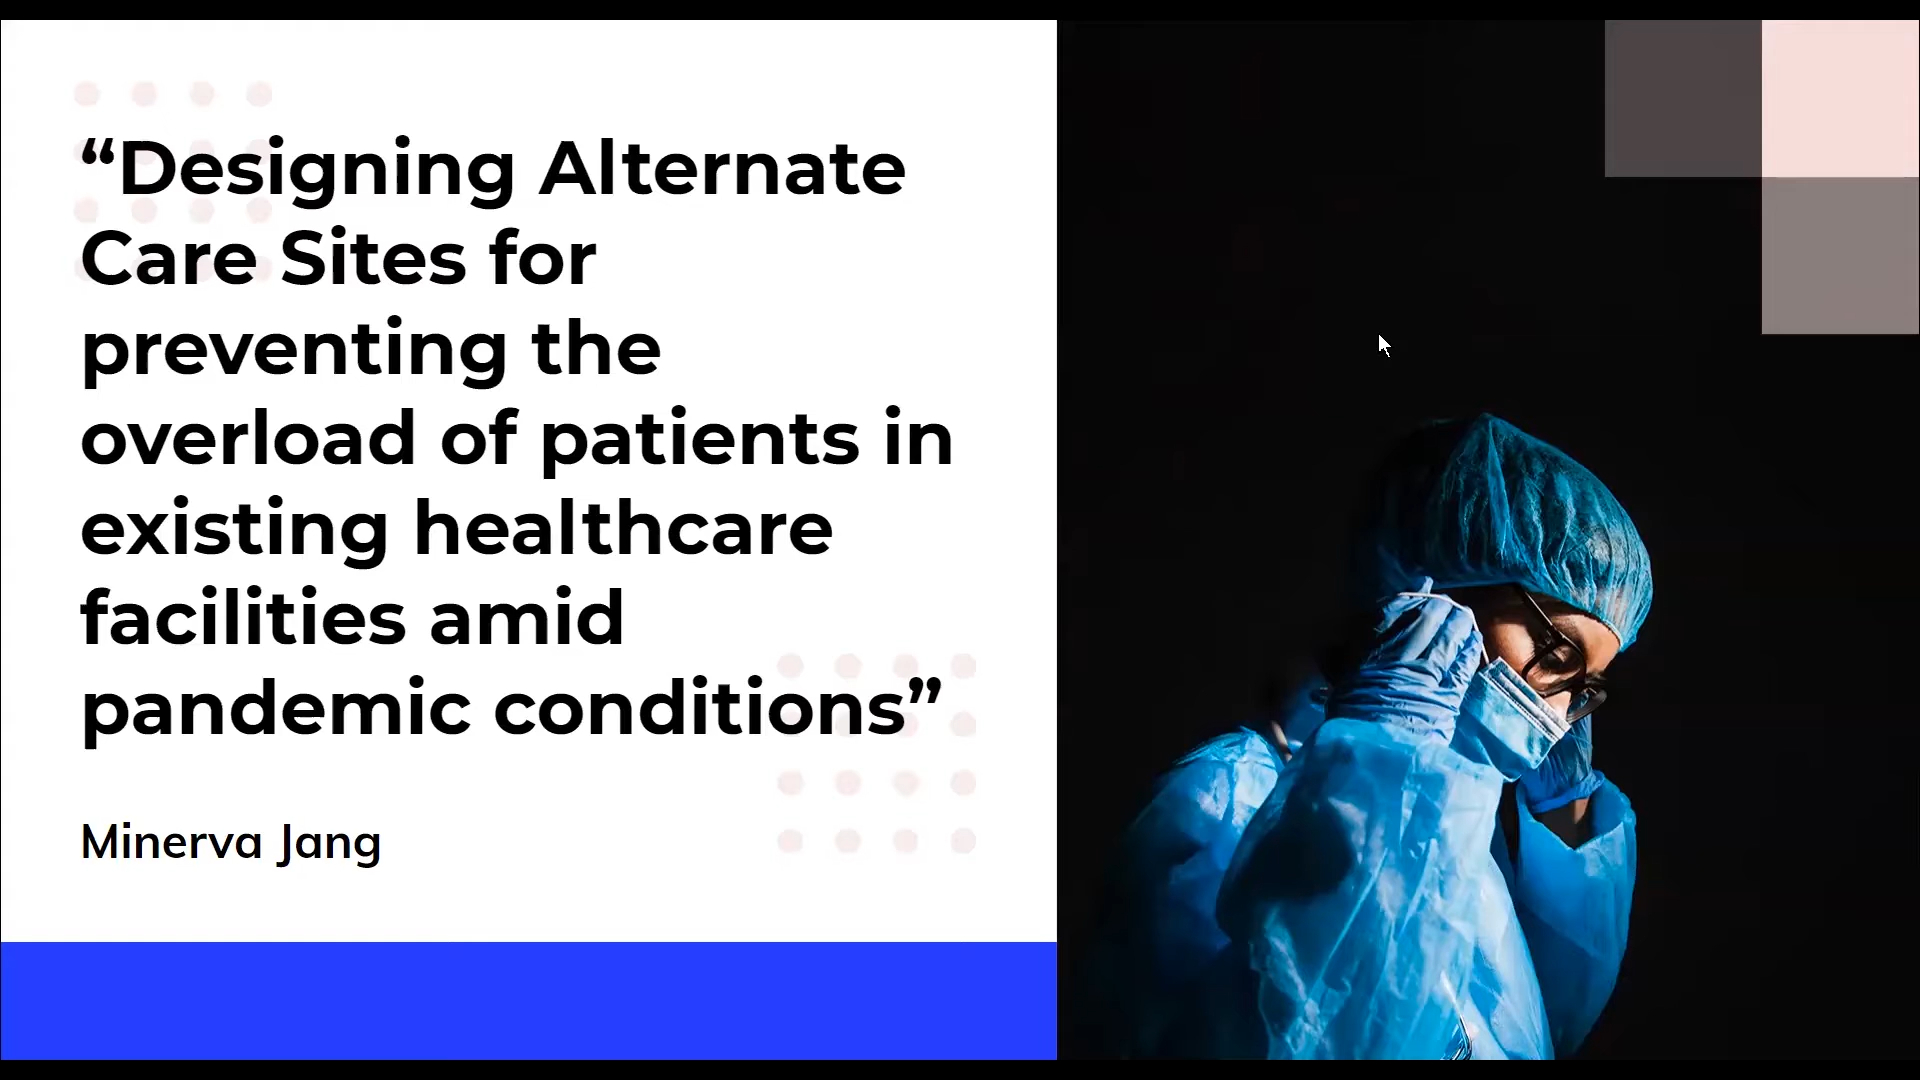 “Designing Alternate
Care Sites for
preventing the
overload of patients in
existing healthcare
facilities amid
pandemic conditions”
Minerva Jang